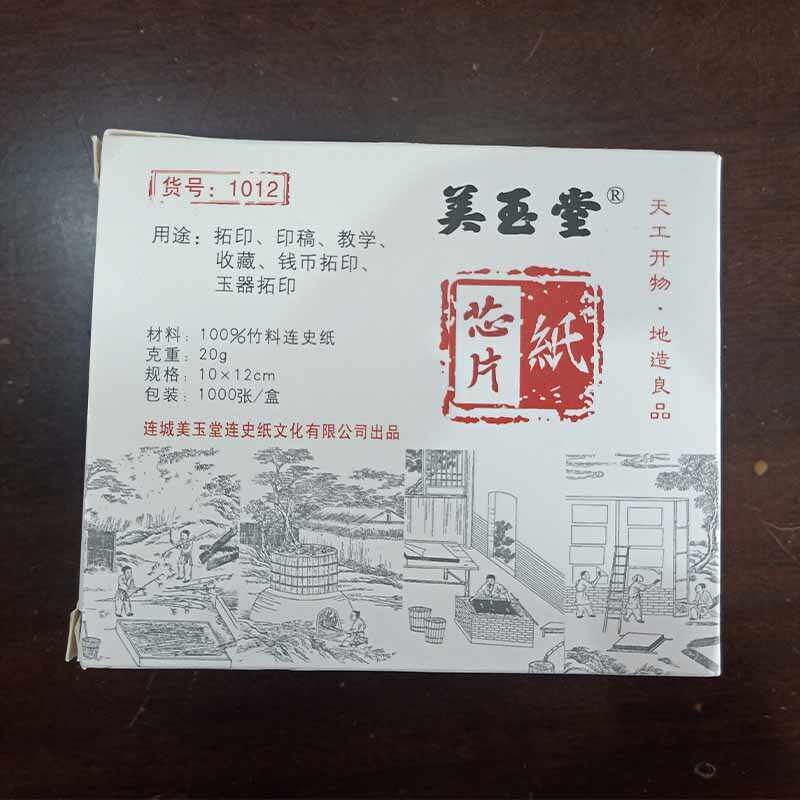 货号：1012
用途：拓印、印稿、教学、
收藏、钱币拓印、
玉器拓印
材料：100%竹料连史纸
克重：20g
规格：10×12cm
包装：1000张/盒
连城美玉堂连史纸文化有限公司出品
美玉堂®
芯片
紙
天工开物·地造良品